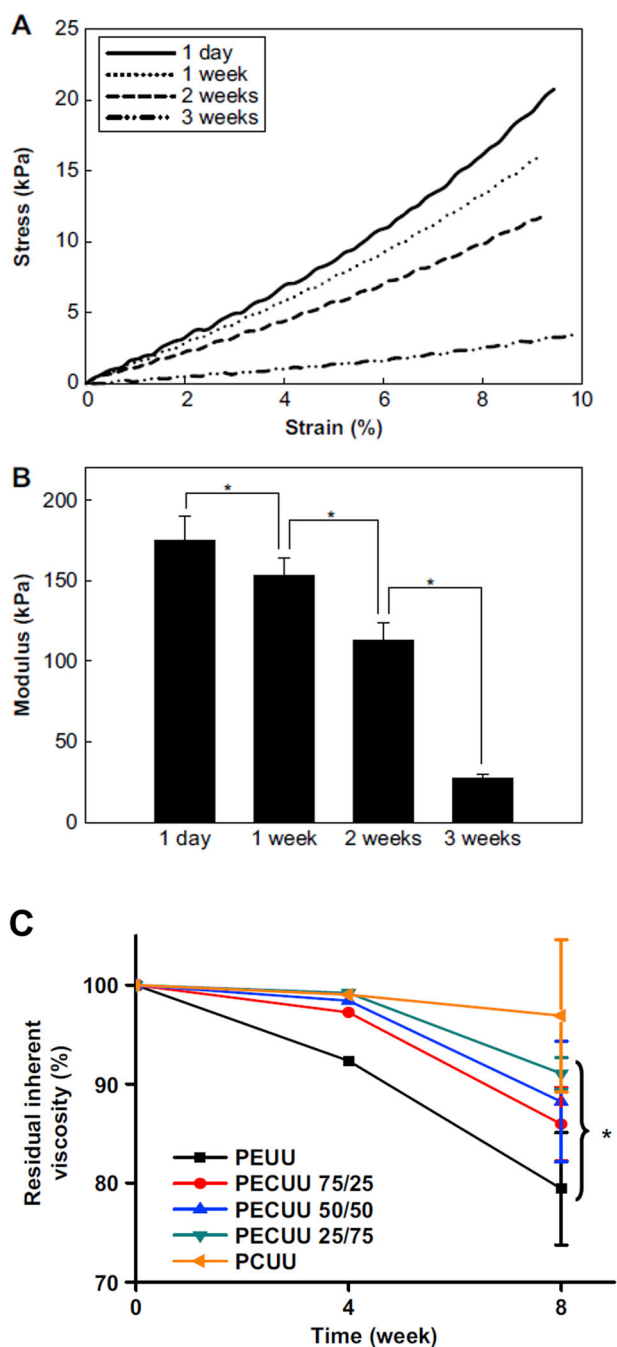 A
25
20
15
10
5
0
Stress (kPa)
1 day
1 week
2 weeks
3 weeks
0 2 4 6 8 10
Strain (%)
B
200
150
100
50
0
Modulus (kPa)
* * *
1 day 1 week 2 weeks 3 weeks
C
100
90
80
70
Residual inherent
viscosity (%)
PEUU
PECUU 75/25
PECUU 50/50
PECUU 25/75
PCUU
*
0 4 8
Time (week)